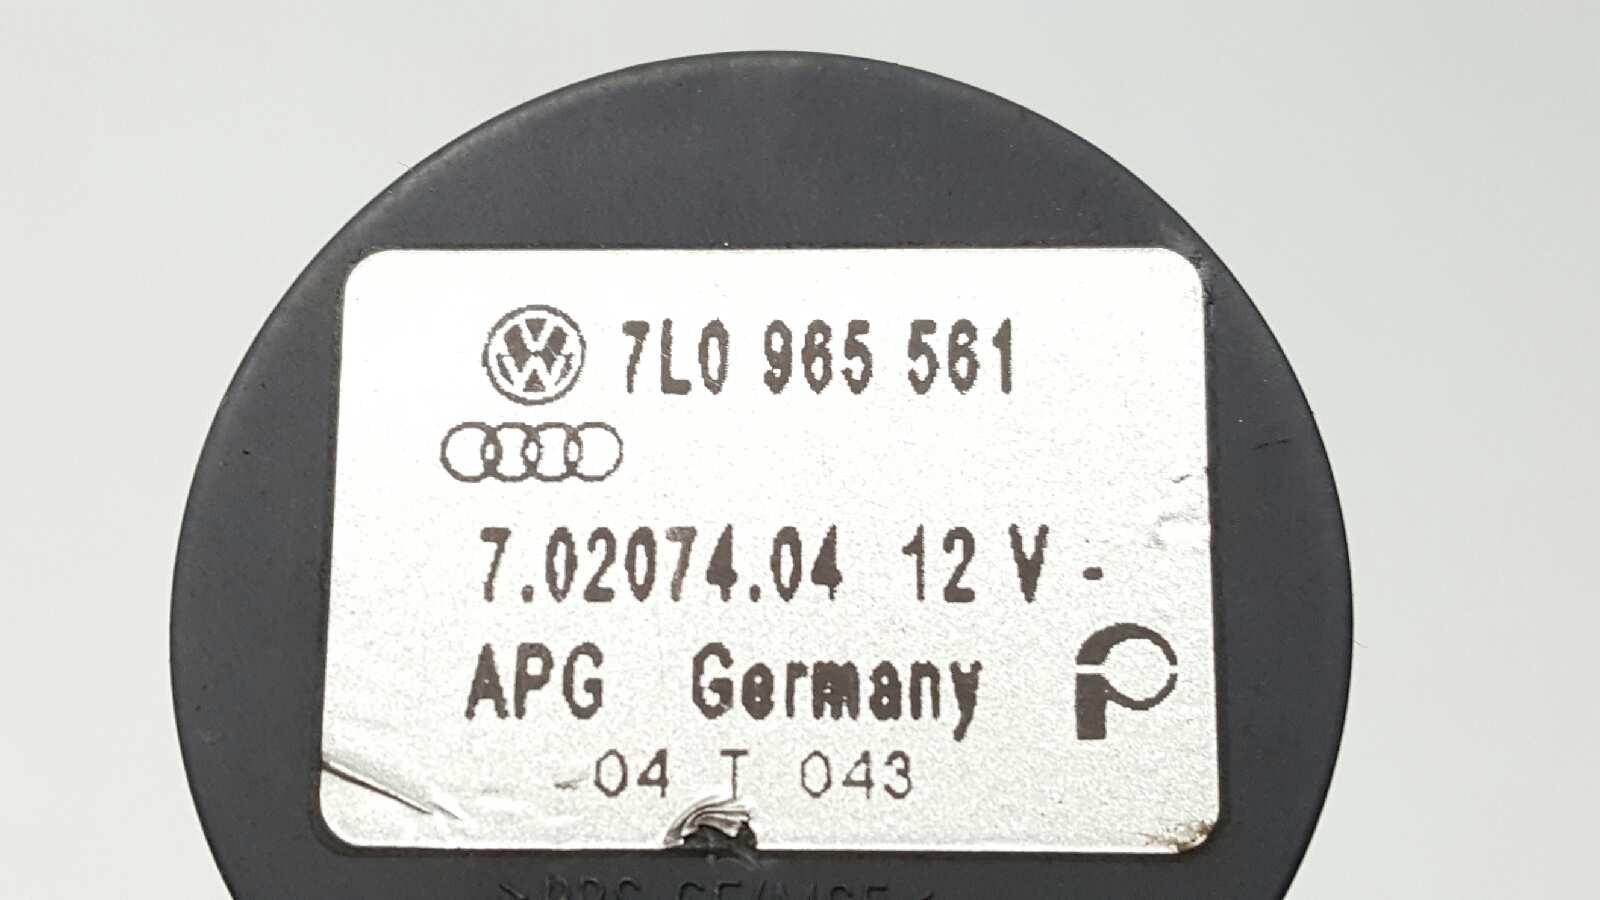 7L0 965 561
7.02074.04 12 V -
APG Germany
04 T 043